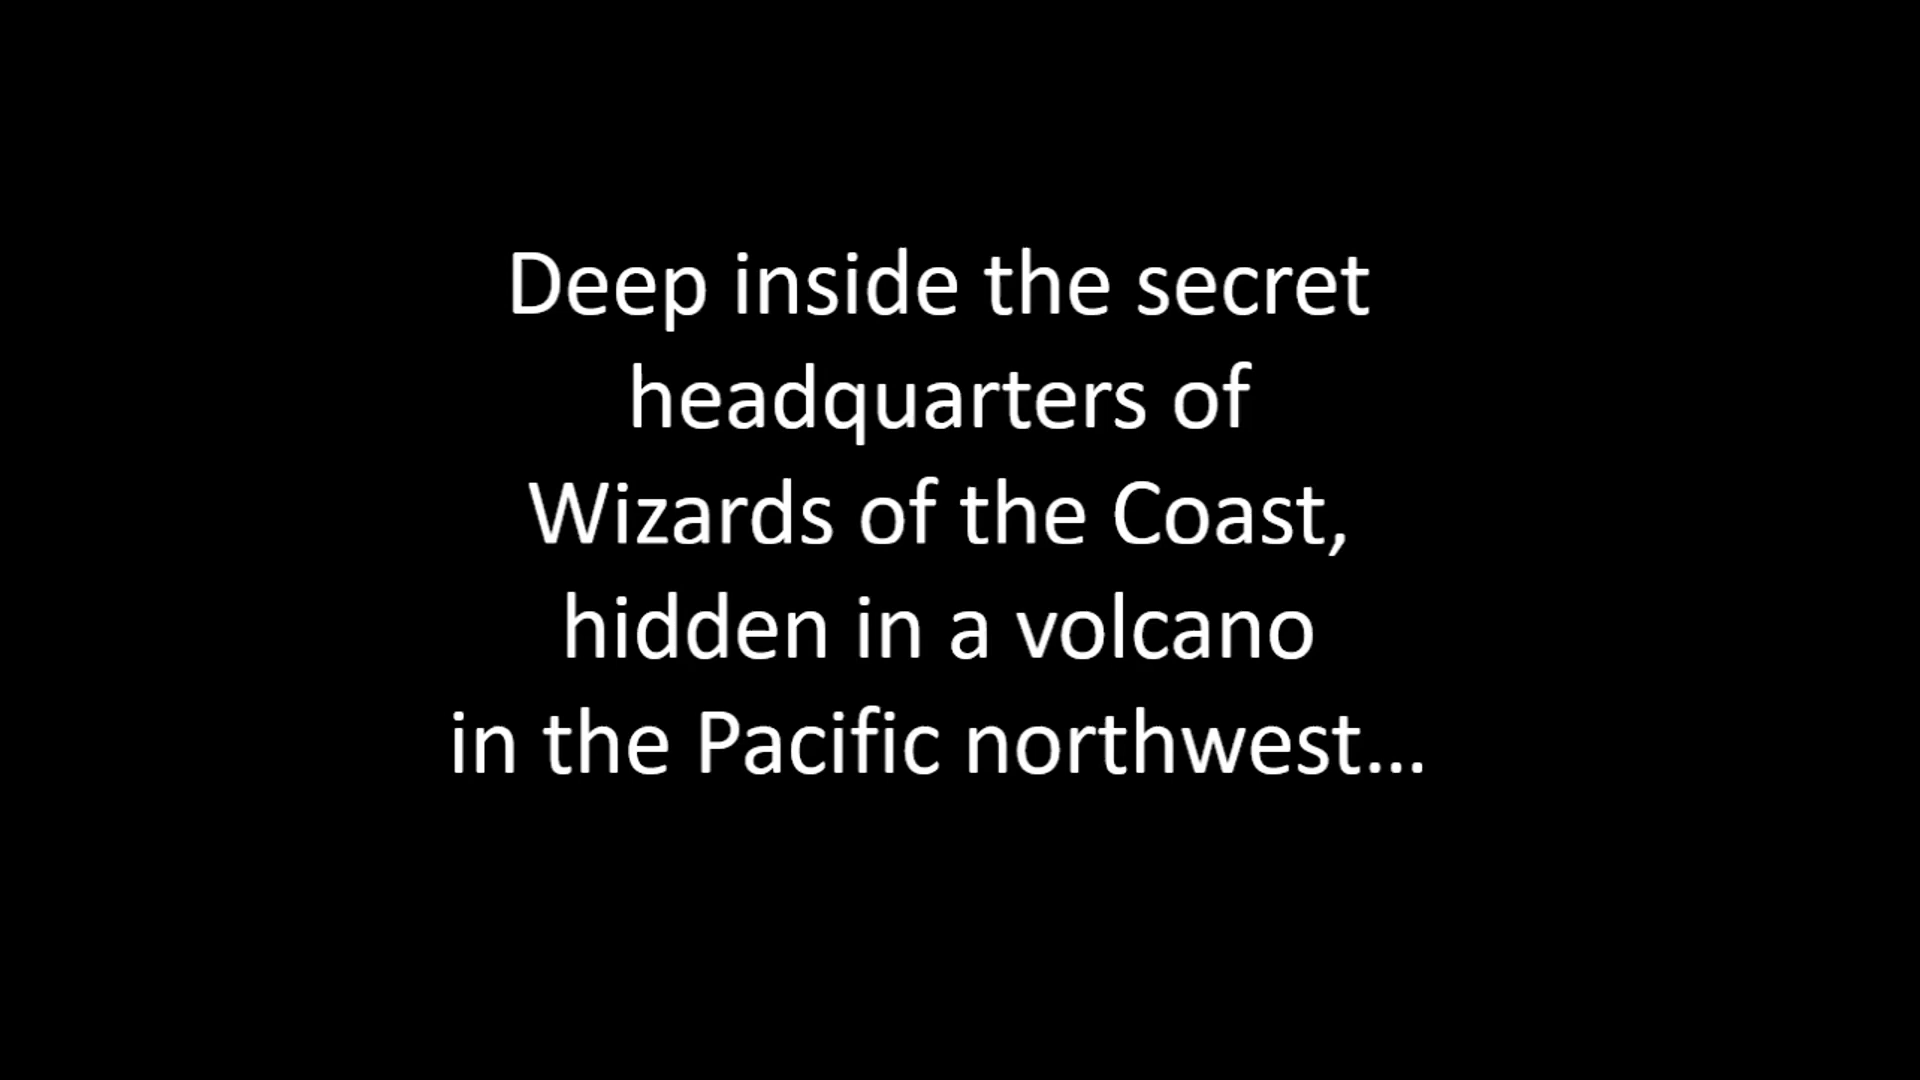 Deep inside the secret
headquarters of
Wizards of the Coast,
hidden in a volcano
in the Pacific northwest...